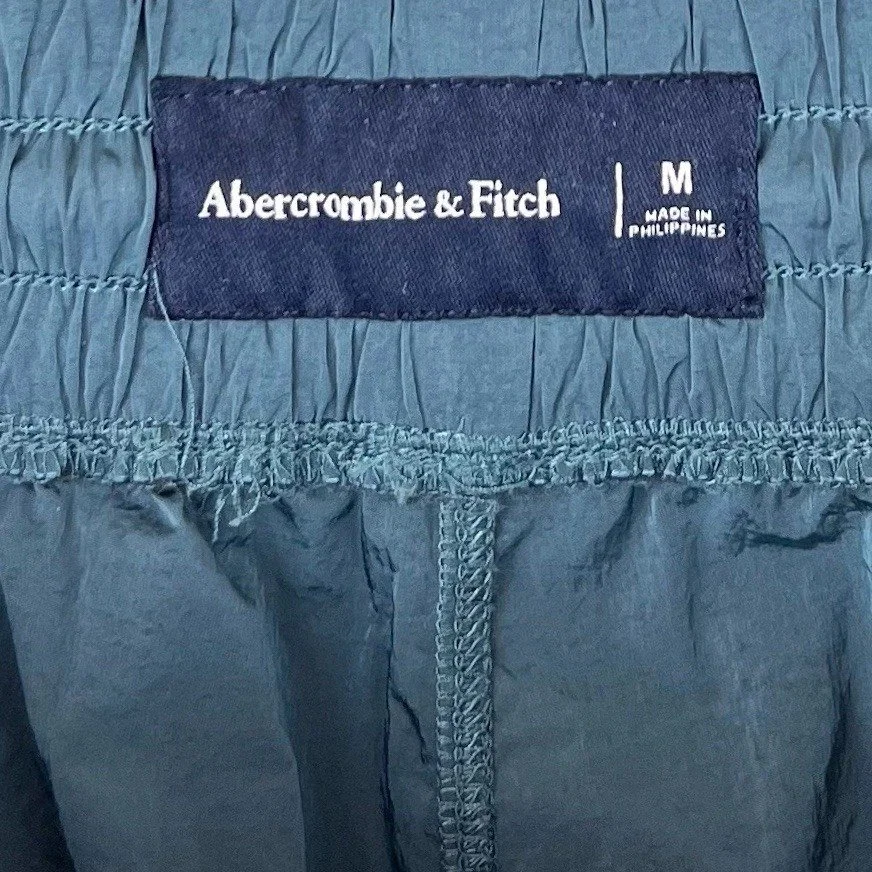 Abercrombie & Fitch
M
MADE IN
PHILIPPINES